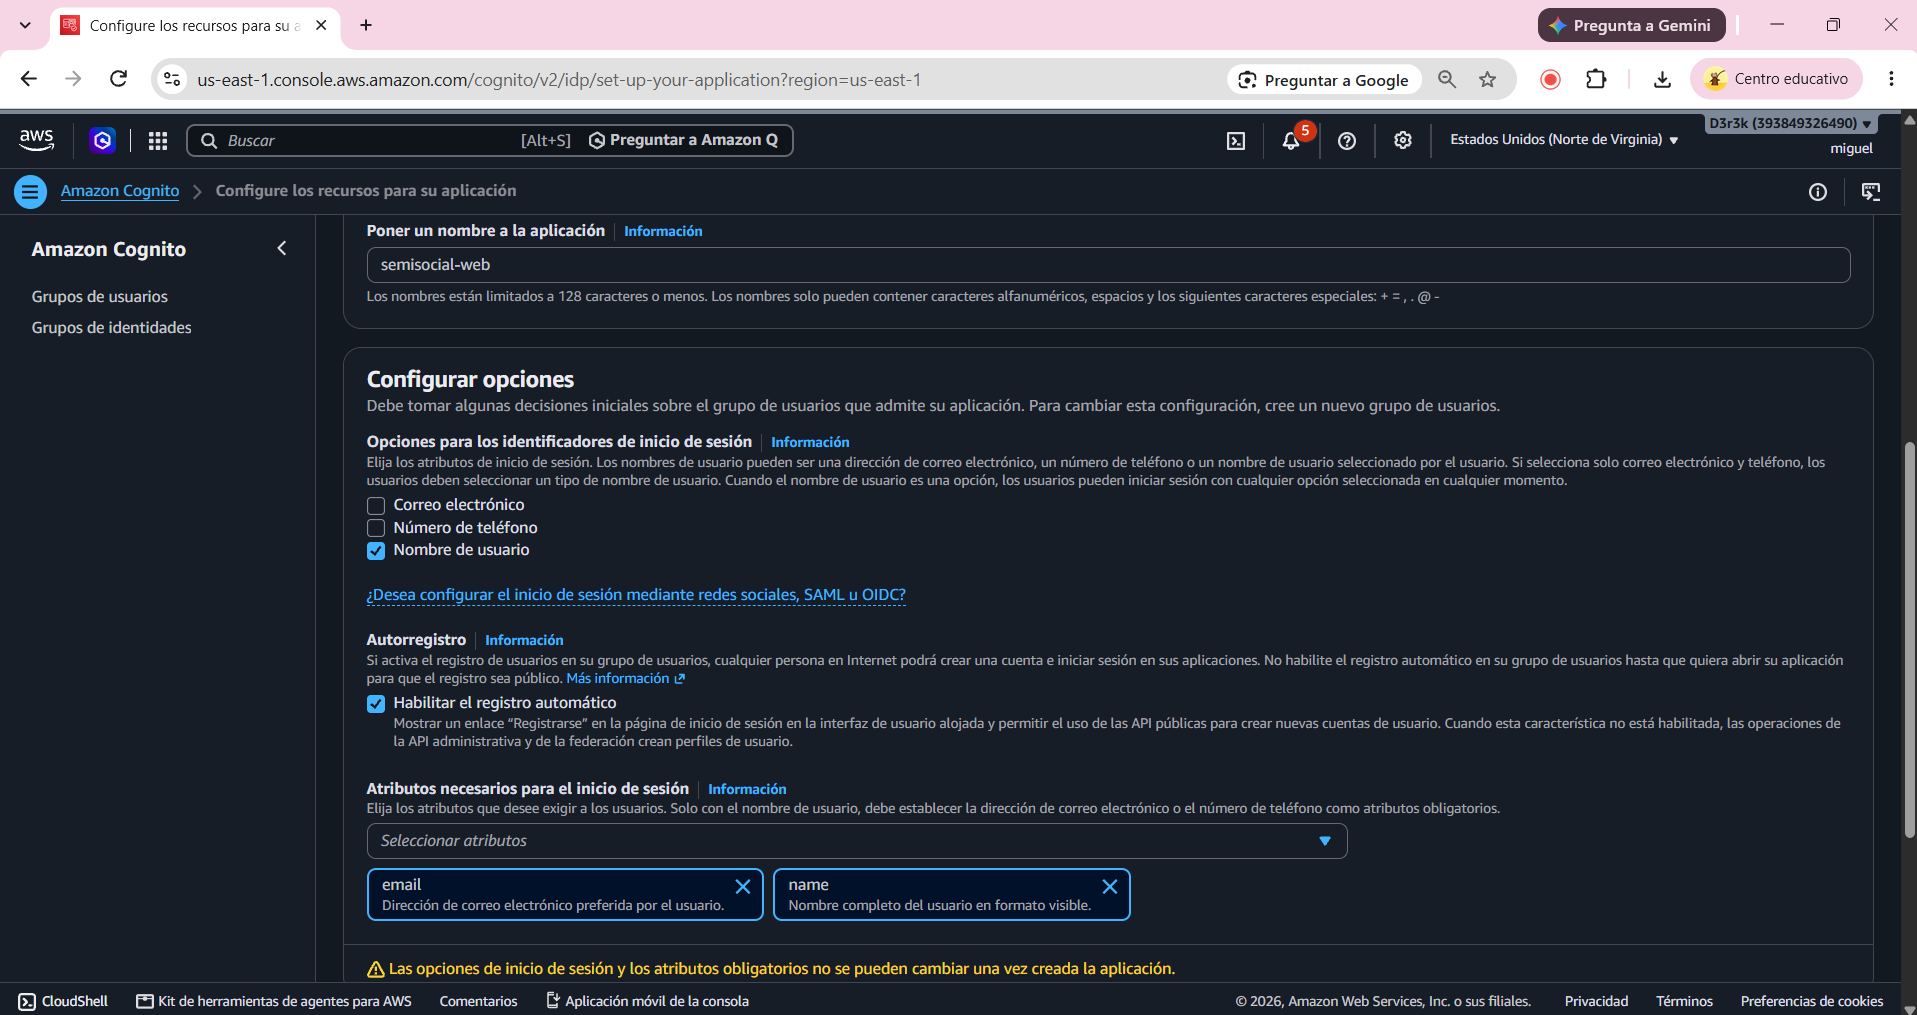 Configure los recursos para su a
Pregunta a Gemini
us-east-1.console.aws.amazon.com/cognito/v2/idp/set-up-your-application?region=us-east-1
Preguntar a Google
Centro educativo
aws
Buscar
[Alt+S]
Preguntar a Amazon Q
5
Estados Unidos (Norte de Virginia)
D3r3k (393849326490)
miguel
Amazon Cognito
Configure los recursos para su aplicación
Amazon Cognito
Grupos de usuarios
Grupos de identidades
Poner un nombre a la aplicación
Información
semisocial-web
Los nombres están limitados a 128 caracteres o menos. Los nombres solo pueden contener caracteres alfanuméricos, espacios y los siguientes caracteres especiales: + = , . @ -
Configurar opciones
Debe tomar algunas decisiones iniciales sobre el grupo de usuarios que admite su aplicación. Para cambiar esta configuración, cree un nuevo grupo de usuarios.
Opciones para los identificadores de inicio de sesión
Información
Elija los atributos de inicio de sesión. Los nombres de usuario pueden ser una dirección de correo electrónico, un número de teléfono o un nombre de usuario seleccionado por el usuario. Si selecciona solo correo electrónico y teléfono, los
usuarios deben seleccionar un tipo de nombre de usuario. Cuando el nombre de usuario es una opción, los usuarios pueden iniciar sesión con cualquier opción seleccionada en cualquier momento.
Correo electrónico
Número de teléfono
Nombre de usuario
¿Desea configurar el inicio de sesión mediante redes sociales, SAML u OIDC?
Autorregistro
Información
Si activa el registro de usuarios en su grupo de usuarios, cualquier persona en Internet podrá crear una cuenta e iniciar sesión en sus aplicaciones. No habilite el registro automático en su grupo de usuarios hasta que quiera abrir su aplicación
para que el registro sea público. Más información
Habilitar el registro automático
Mostrar un enlace “Registrarse” en la página de inicio de sesión en la interfaz de usuario alojada y permitir el uso de las API públicas para crear nuevas cuentas de usuario. Cuando esta característica no está habilitada, las operaciones de
la API administrativa y de la federación crean perfiles de usuario.
Atributos necesarios para el inicio de sesión
Información
Elija los atributos que desee exigir a los usuarios. Solo con el nombre de usuario, debe establecer la dirección de correo electrónico o el número de teléfono como atributos obligatorios.
Seleccionar atributos
email
Dirección de correo electrónico preferida por el usuario.
name
Nombre completo del usuario en formato visible.
Las opciones de inicio de sesión y los atributos obligatorios no se pueden cambiar una vez creada la aplicación.
CloudShell
Kit de herramientas de agentes para AWS
Comentarios
Aplicación móvil de la consola
© 2026, Amazon Web Services, Inc. o sus filiales.
Privacidad
Términos
Preferencias de cookies